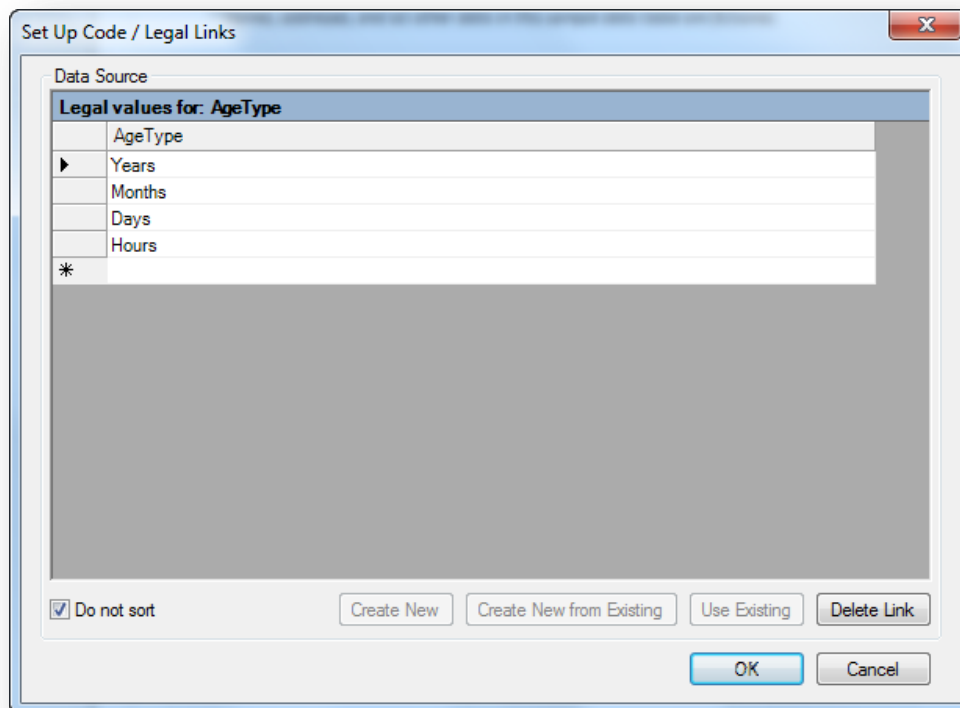 Set Up Code / Legal Links
Data Source
Legal values for: AgeType
AgeType
Years
Months
Days
Hours
Do not sort
Create New
Create New from Existing
Use Existing
Delete Link
OK
Cancel